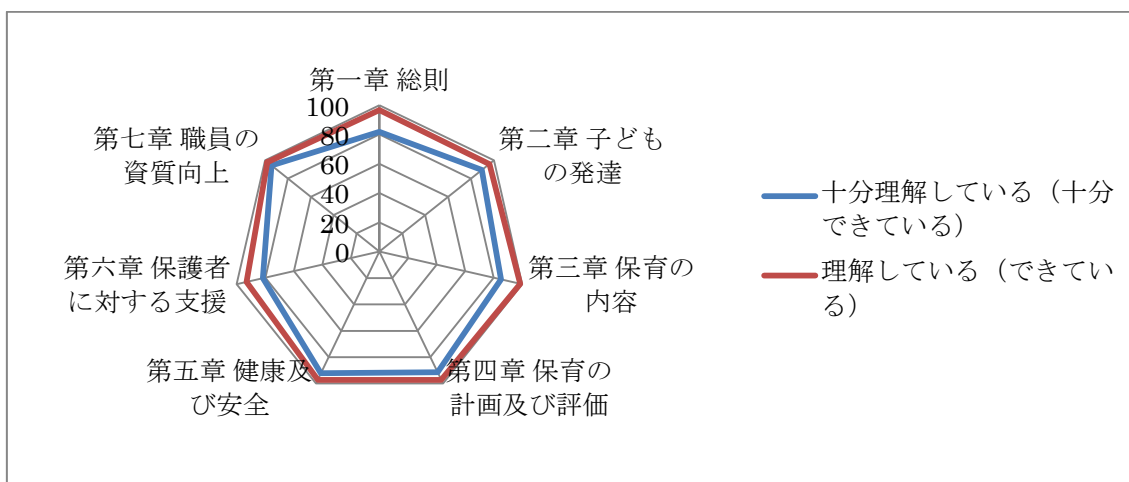 第一章 総則
100
80
60
40
20
0
第二章 子ども
の発達
第三章 保育の
内容
第四章 保育の
計画及び評価
第五章 健康及
び安全
第六章 保護者
に対する支援
第七章 職員の
資質向上
十分理解している（十分
できている）
理解している（できてい
る）